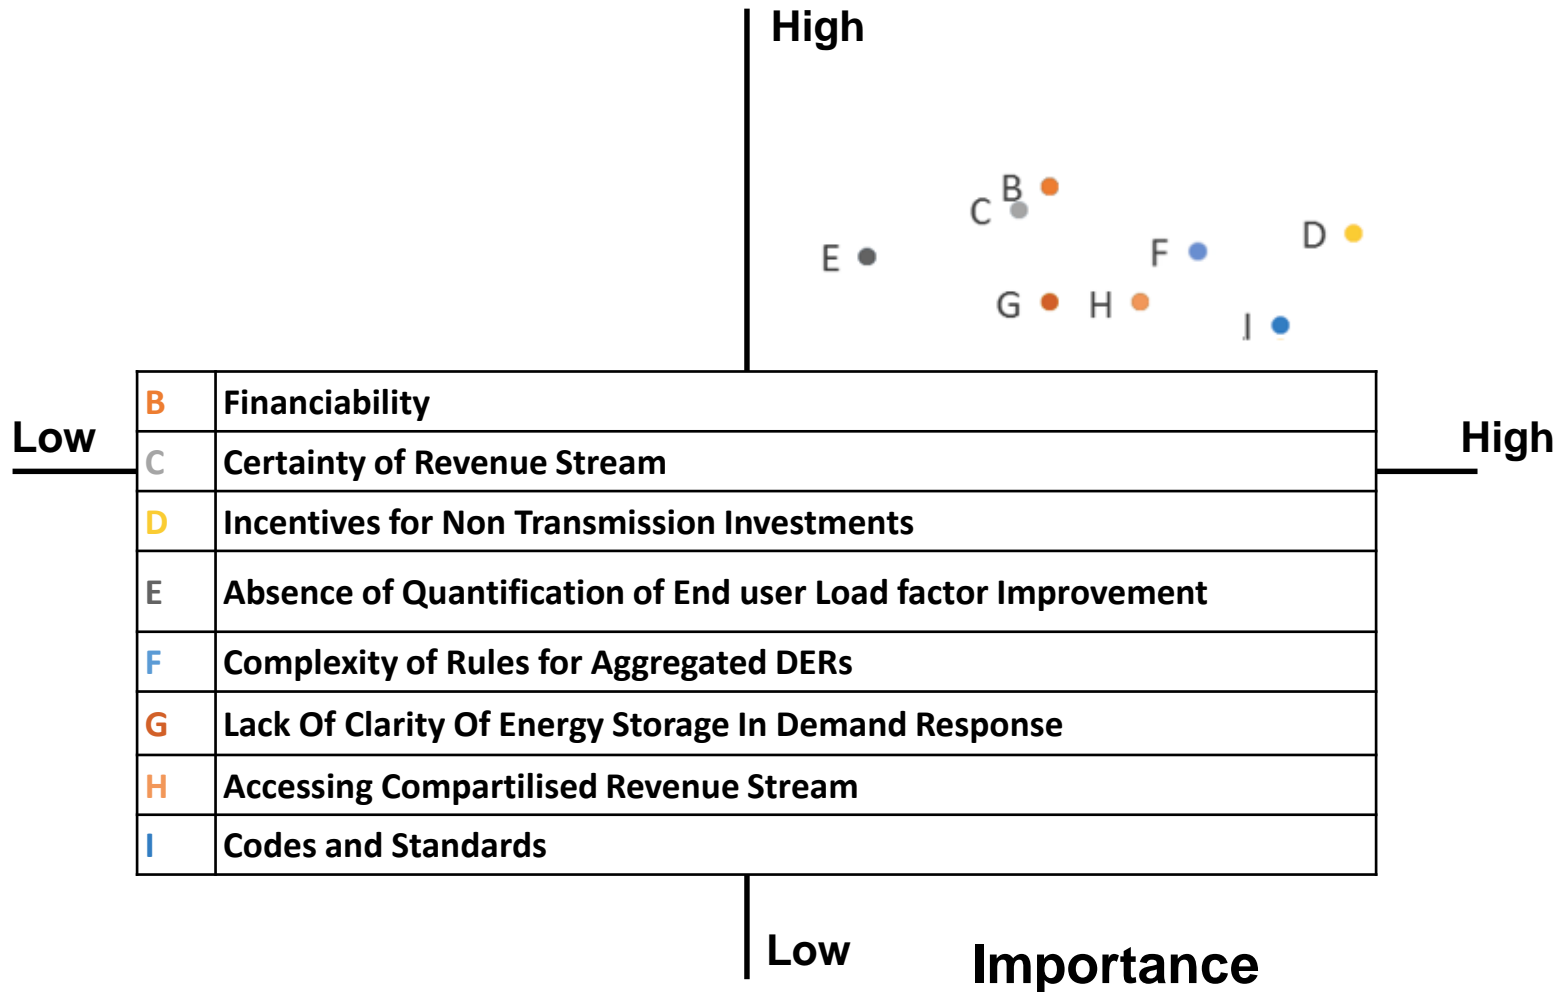 High
B
C
E
F
D
G
H
I
B Financiability
Low
High
C Certainty of Revenue Stream
D Incentives for Non Transmission Investments
E Absence of Quantification of End user Load factor Improvement
F Complexity of Rules for Aggregated DERs
G Lack Of Clarity Of Energy Storage In Demand Response
H Accessing Compartilised Revenue Stream
I Codes and Standards
Low
Importance